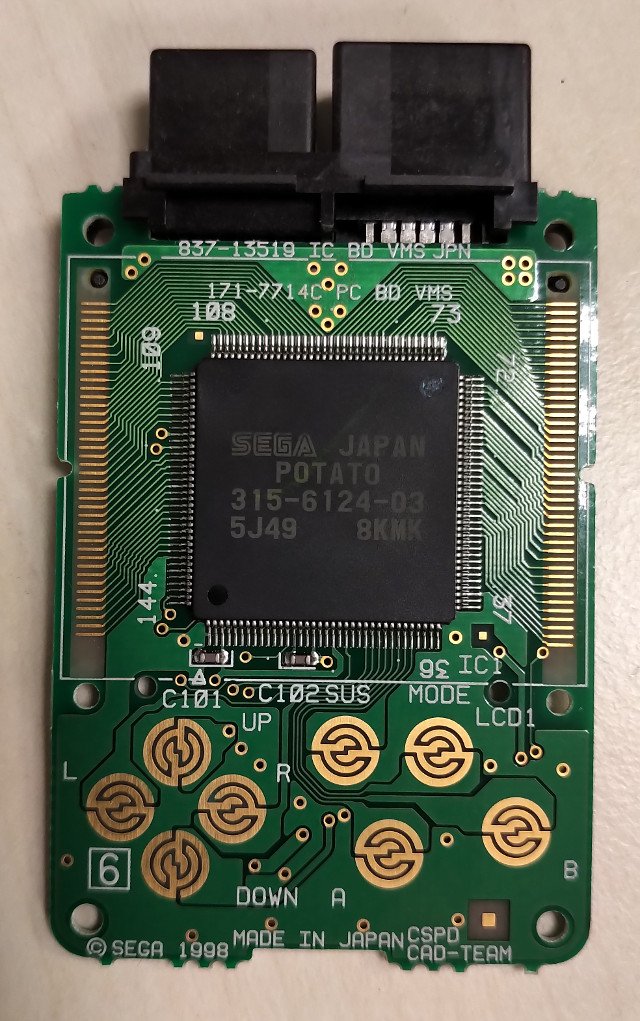 837-13519 IC BD VMS JPN
171-7714C PC BD VMS
108
73
109
72
SEGA JAPAN
POTATO
315-6124-03
5J49 8KMK
144
37
36 IC1
C101 C102 SUS MODE
LCD1
UP
L R
6
DOWN A B
© SEGA 1998 MADE IN JAPAN CSPD
CAD-TEAM